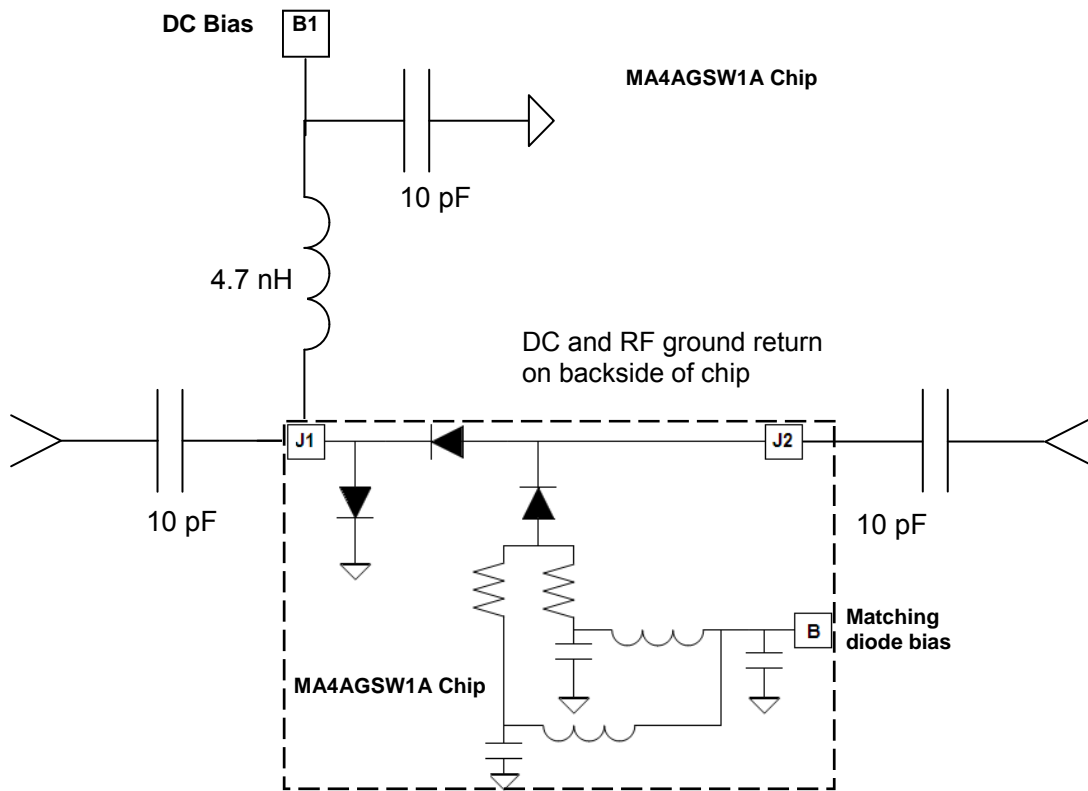 DC Bias
B1
MA4AGSW1A Chip
10 pF
4.7 nH
DC and RF ground return
on backside of chip
J1
J2
10 pF
10 pF
B
Matching
diode bias
MA4AGSW1A Chip